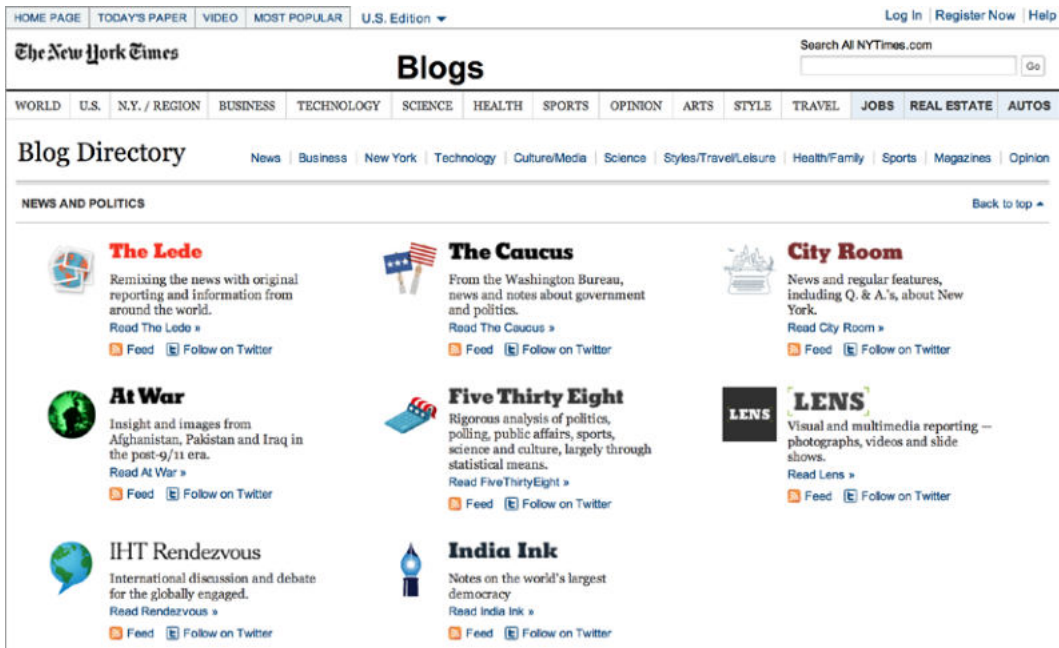 HOME PAGE TODAY'S PAPER VIDEO MOST POPULAR U.S. Edition
Log In Register Now Help
The New York Times
Blogs
Search All NYTimes.com
Go
WORLD U.S. N.Y. / REGION BUSINESS TECHNOLOGY SCIENCE HEALTH SPORTS OPINION ARTS STYLE TRAVEL JOBS REAL ESTATE AUTOS
Blog Directory
News Business New York Technology Culture/Media Science Styles/Travel/Leisure Health/Family Sports Magazines Opinion
NEWS AND POLITICS
Back to top
The Lede
Remixing the news with original
reporting and information from
around the world.
Read The Lede »
Feed Follow on Twitter
The Caucus
From the Washington Bureau,
news and notes about government
and politics.
Read The Caucus »
Feed Follow on Twitter
City Room
News and regular features,
including Q. & A.'s, about New
York.
Read City Room »
Feed Follow on Twitter
At War
Insight and images from
Afghanistan, Pakistan and Iraq in
the post-9/11 era.
Read At War »
Feed Follow on Twitter
Five Thirty Eight
Rigorous analysis of politics,
polling, public affairs, sports,
science and culture, largely through
statistical means.
Read FiveThirtyEight »
Feed Follow on Twitter
LENS
LENS
Visual and multimedia reporting —
photographs, videos and slide
shows.
Read Lens »
Feed Follow on Twitter
IHT Rendezvous
International discussion and debate
for the globally engaged.
Read Rendezvous »
Feed Follow on Twitter
India Ink
Notes on the world's largest
democracy
Read India Ink »
Feed Follow on Twitter